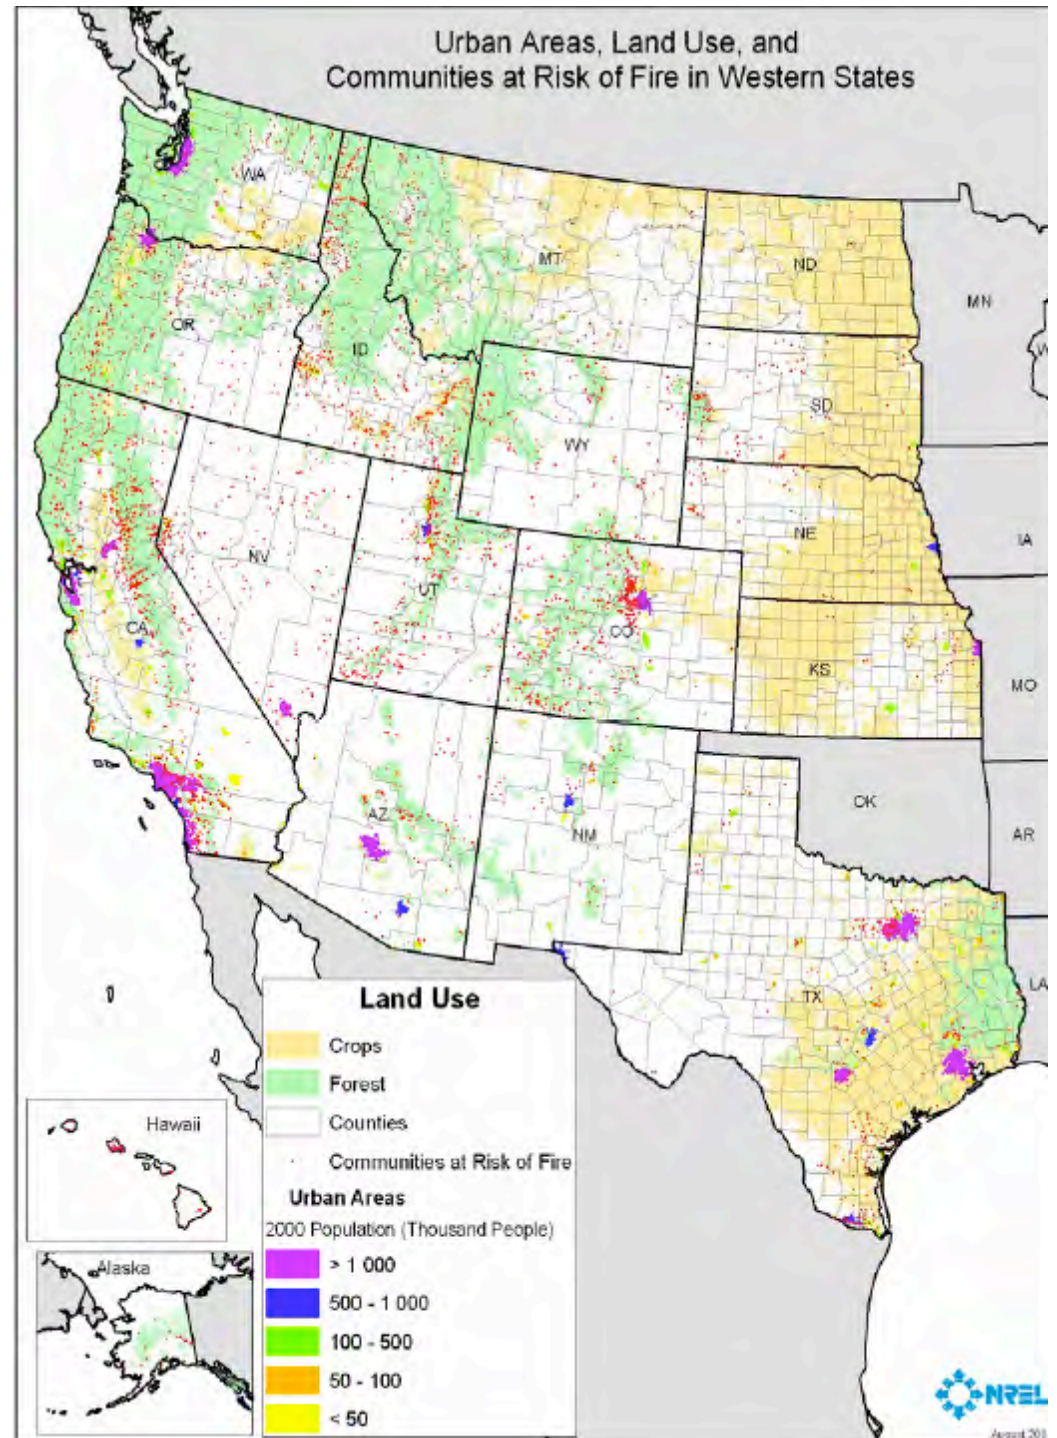 Urban Areas, Land Use, and
Communities at Risk of Fire in Western States
WA
MT
ND
MN
OR
ID
SD
WY
NE
IA
NV
UT
CO
CA
KS
MO
AZ
NM
OK
AR
TX
LA
Land Use
Crops
Forest
Counties
Communities at Risk of Fire
Urban Areas
2000 Population (Thousand People)
> 1 000
500 - 1 000
100 - 500
50 - 100
< 50
Hawaii
Alaska
NREL